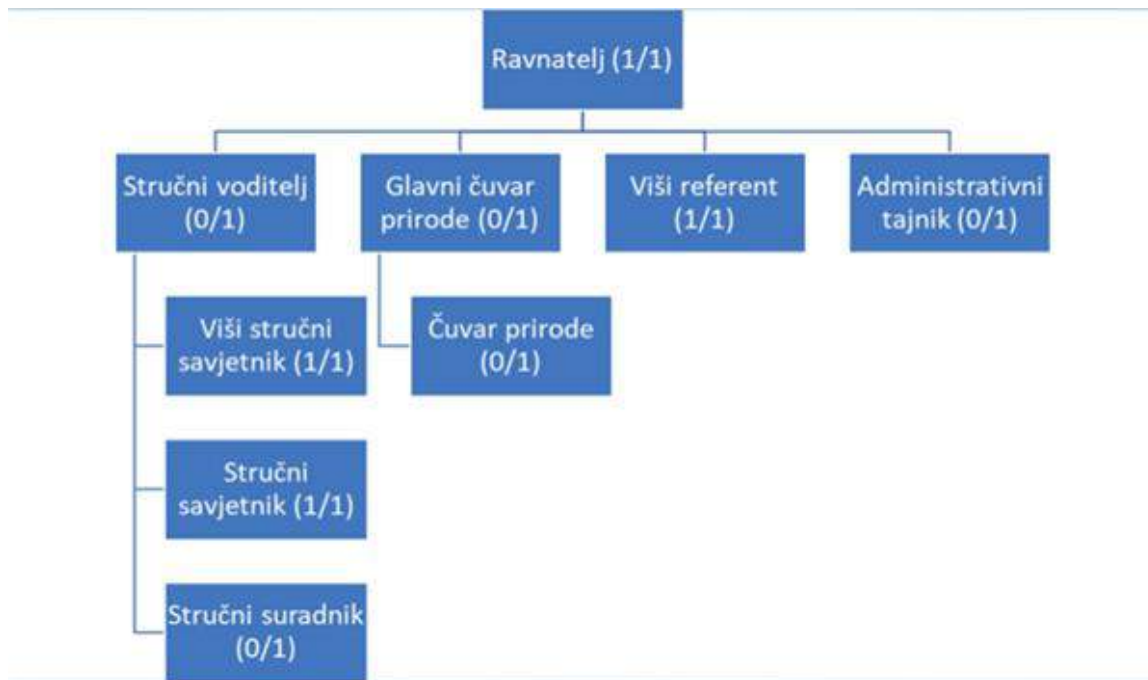 Ravnatelj (1/1)
Stručni voditelj
(0/1)
Glavni čuvar
prirode (0/1)
Viši referent
(1/1)
Administrativni
tajnik (0/1)
Viši stručni
savjetnik (1/1)
Čuvar prirode
(0/1)
Stručni
savjetnik (1/1)
Stručni suradnik
(0/1)